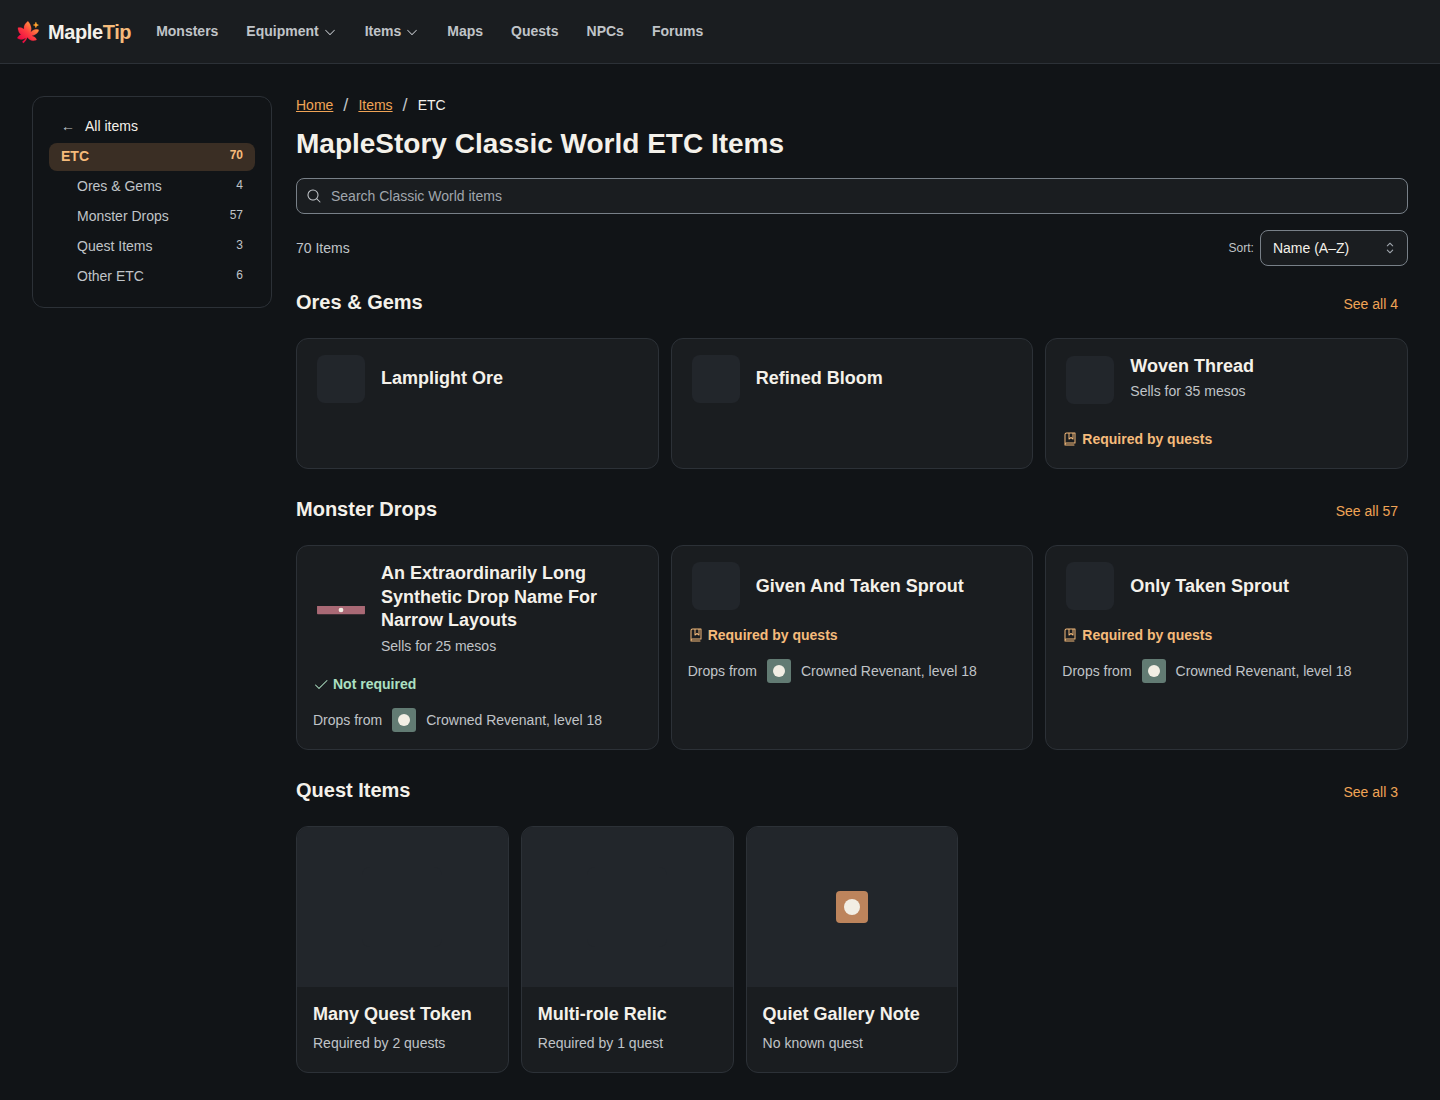 MapleTip
Monsters
Equipment
Items
Maps
Quests
NPCs
Forums
← All items
ETC 70
Ores & Gems 4
Monster Drops 57
Quest Items 3
Other ETC 6
Home / Items / ETC
MapleStory Classic World ETC Items
Search Classic World items
70 Items
Sort: Name (A–Z)
Ores & Gems
See all 4
Lamplight Ore
Refined Bloom
Woven Thread
Sells for 35 mesos
Required by quests
Monster Drops
See all 57
An Extraordinarily Long
Synthetic Drop Name For
Narrow Layouts
Sells for 25 mesos
Not required
Drops from Crowned Revenant, level 18
Given And Taken Sprout
Required by quests
Drops from Crowned Revenant, level 18
Only Taken Sprout
Required by quests
Drops from Crowned Revenant, level 18
Quest Items
See all 3
Many Quest Token
Required by 2 quests
Multi-role Relic
Required by 1 quest
Quiet Gallery Note
No known quest